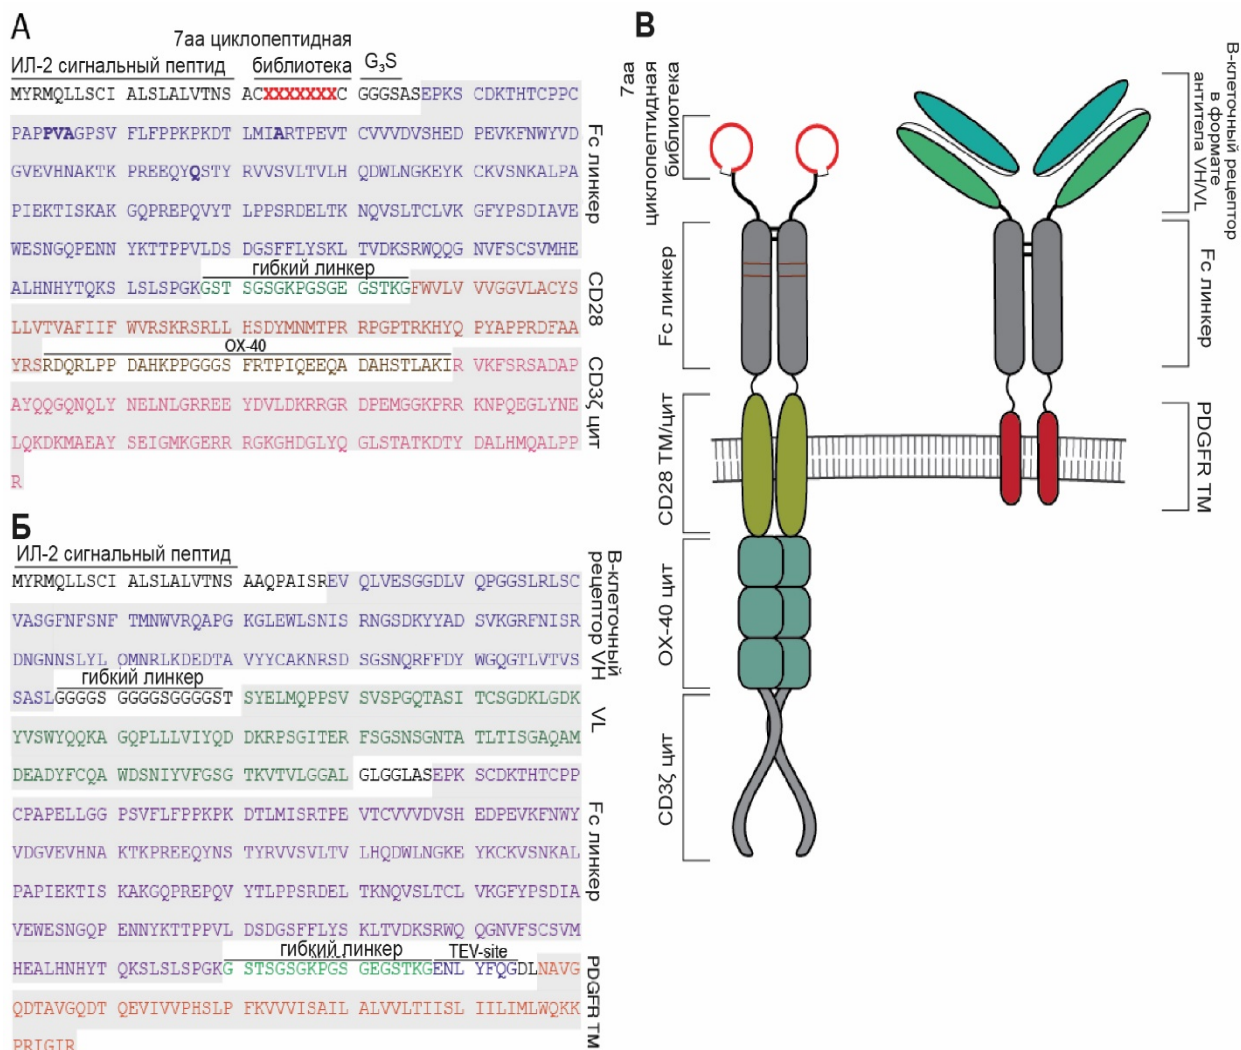 А
7аа циклопептидная
ИЛ-2 сигнальный пептид библиотека G₃S
MYRMQLLSCI ALSLALVTNS ACXXXXXXXC GGGSASEPKS CDKTHTCPPC
PAPPVAGPSV FLFPPKPKDT LMIARTPEVT CVVVDVSHED PEVKFNWYVD
GVEVHNAKTK PREEQYQSTY RVVSVLTVLH QDWLNGKEYK CKVSNKALPA
PIEKTISKAK GQPREPQVYT LPPSRDELTK NQVSLTCLVK GFYPSDIAVE
WESNGQPENN YKTTPPVLDS DGSFFLYSKL TVDKSRWQQG NVFSCSVMHE
гибкий линкер
ALHNHYTQKS LSLSPGKGST SGSGKPGSGE GSTKGFWVLV VVGGVLACYS
LLVTVAFIIF WVRSKRSRLL HSDYMNMTPR RPGPTRKHYQ PYAPPRDFAA
OX-40
YRSRDQRLPP DAHKPPGGGS FRTPIQEEQA DAHSTLAKIR VKFSRSADAP
AYQQGQNQLY NELNLGRREE YDVLDKRRGR DPEMGGKPRR KNPQEGLYNE
LQKDKMAEAY SEIGMKGERR RGKGHDGLYQ GLSTATKDTY DALHMQALPP
R
Fc линкер
CD28
CD3ζ цит
Б
ИЛ-2 сигнальный пептид
MYRMQLLSCI ALSLALVTNS AAQPAISREV QLVESGGDLV QPGGSLRLSC
VASGFNFSNF TMNWVRQAPG KGLEWLSNIS RNGSDKYYAD SVKGRFNISR
DNGNNSLYLQ MNRLKDEDTA VYYCAKNRSD SGSNQRFFDY WGQGTLVTVS
гибкий линкер
SASLGGGGS GGGGSGGGGST SYELMQPPSV SVSPGQTASI TCSGDKLGDK
YVSWYQQKA GQPLLLVIYQD DKRPSGITER FSGSNSGNTA TLTISGAQAM
DEADYFCQA WDSNIYVFGSG TKVTVLGGAL GLGGLASEPK SCDKTHTCPP
CPAPELLGG PSVFLFPPKPK DTLMISRTPE VTCVVVDVSH EDPEVKFNWY
VDGVEVHNA KTKPREEQYNS TYRVVSVLTV LHQDWLNGKE YKCKVSNKAL
PAPIEKTIS KAKGQPREPQV YTLPPSRDEL TKNQVSLTCL VKGFYPSDIA
VEWESNGQP ENNYKTTPPVL DSDGSFFLYS KLTVDKSRWQ QGNVFSCSVM
гибкий линкер TEV-site
HEALHNHYT QKSLSLSPGKG STSGSGKPGS GEGSTKGENL YFQGDLNAVG
QDTAVGQDT QEVIVVPHSLP FKVVVISAIL ALVVLTIISL IILIMLWQKK
PRIGIR
В-клеточный
рецептор VH
VL
Fc линкер
PDGFR TM
В
7аа
циклопептидная
библиотека
Fc линкер
CD28 ТМ/цит
OX-40 цит
CD3ζ цит
В-клеточный рецептор
в формате
антитела VH/VL
Fc линкер
PDGFR TM